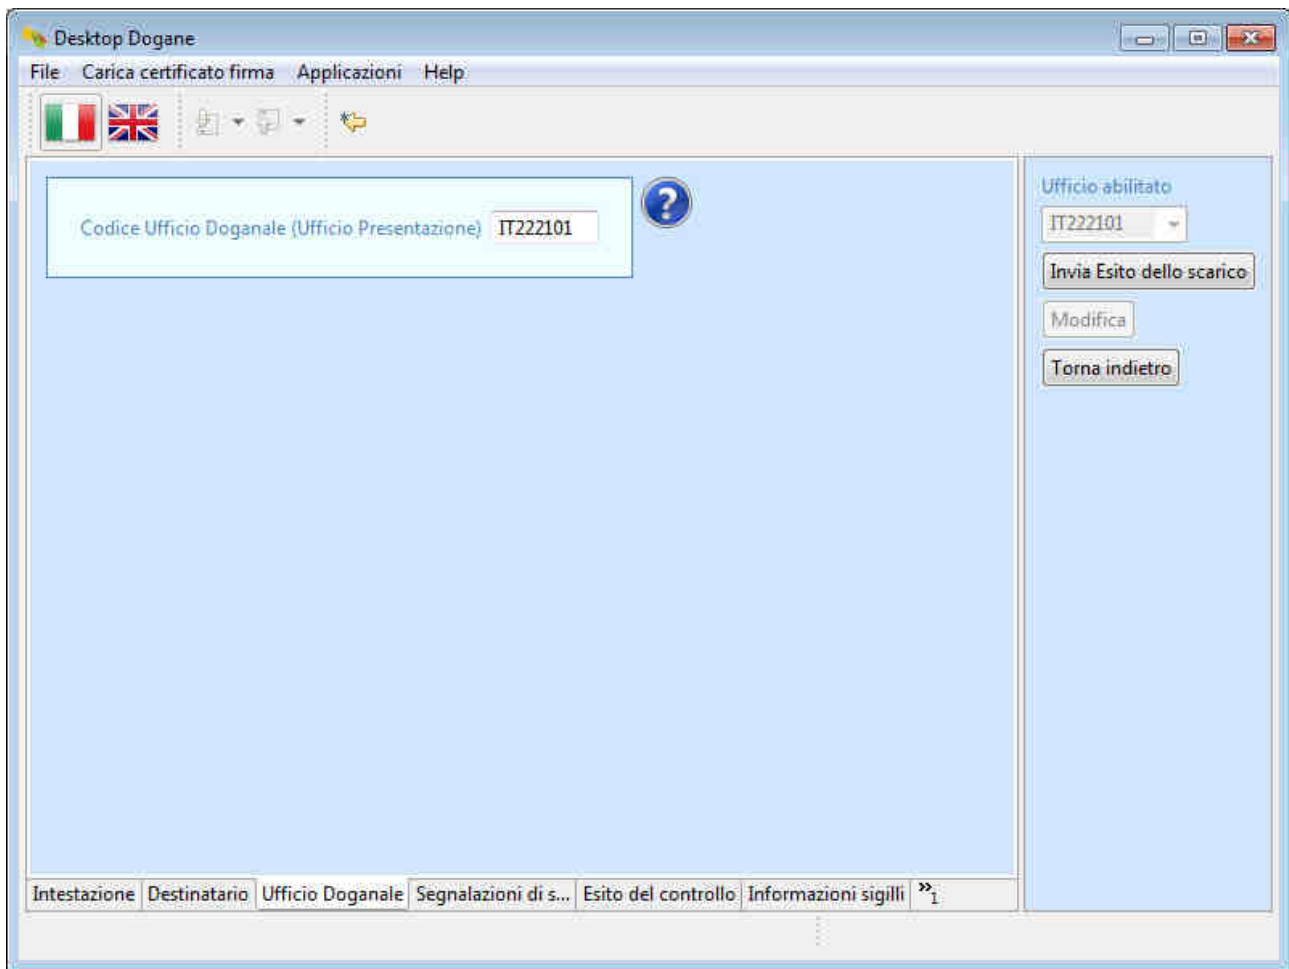 Desktop Dogane
File Carica certificato firma Applicazioni Help
Codice Ufficio Doganale (Ufficio Presentazione) IT222101
?
Ufficio abilitato
IT222101
Invia Esito dello scarico
Modifica
Torna indietro
Intestazione Destinatario Ufficio Doganale Segnalazioni di s... Esito del controllo Informazioni sigilli »1